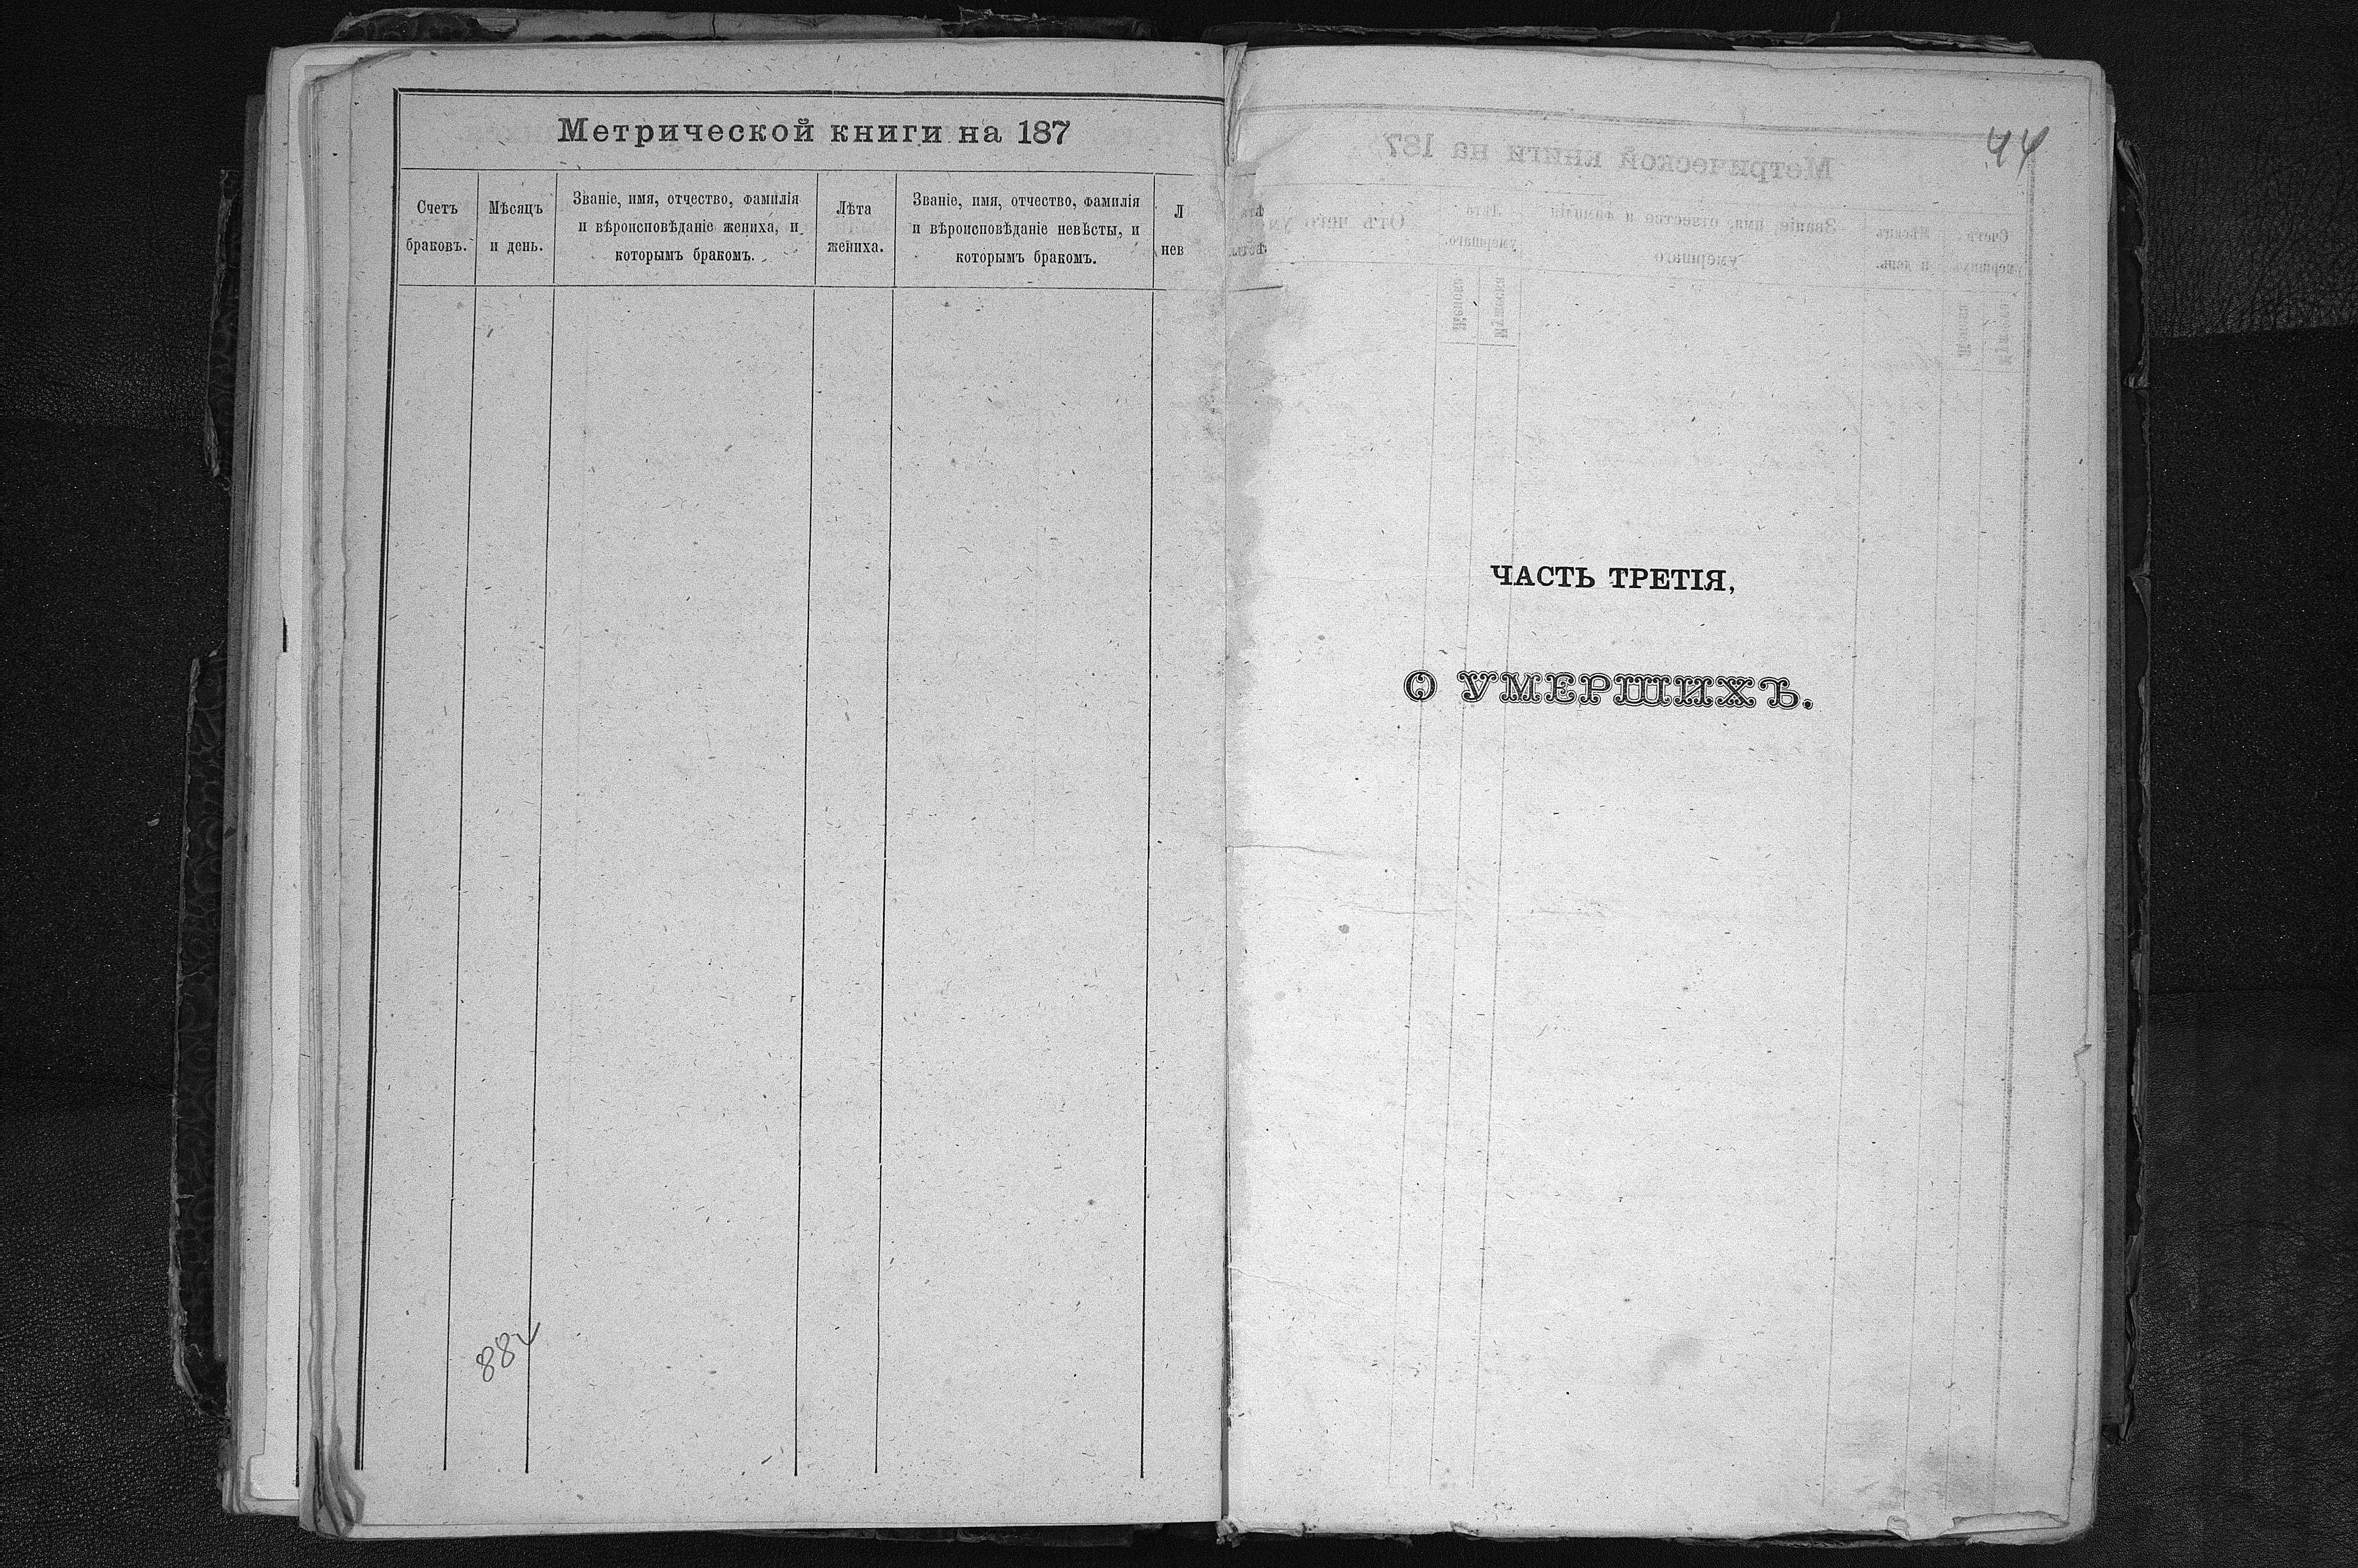 Метрической книги на 187
Счетъ браковъ.
Мѣсяцъ и день.
Званіе, имя, отчество, фамилія
и вѣроисповѣданіе жениха, и
которымъ бракомъ.
Лѣта жениха.
Званіе, имя, отчество, фамилія
и вѣроисповѣданіе невѣсты, и
которымъ бракомъ.
Л
нев
44
ЧАСТЬ ТРЕТІЯ,
О УМЕРШИХЪ.